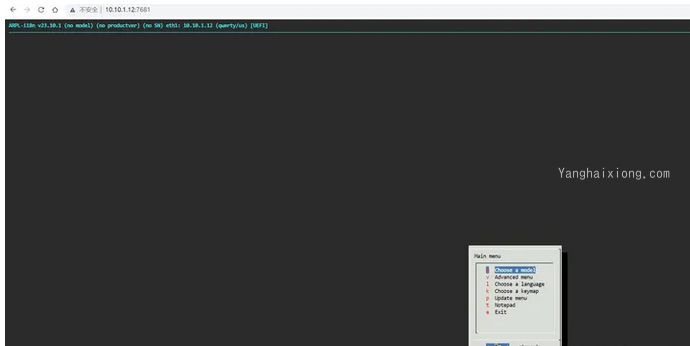 不安全 | 10.10.1.12:7681
ARPL-i18n v23.10.1 (no model) (no productver) (no SN) eth1: 10.10.1.12 (qwerty/us) [UEFI]
Yanghaixiong.com
Main menu
Choose a model
v Advanced menu
l Choose a language
k Choose a keymap
p Update menu
t Notepad
e Exit